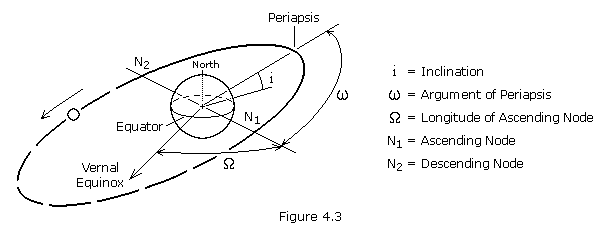 Periapsis
N2
North
i
ω
Equator
N1
Vernal
Equinox
Ω
i = Inclination
ω = Argument of Periapsis
Ω = Longitude of Ascending Node
N1 = Ascending Node
N2 = Descending Node
Figure 4.3